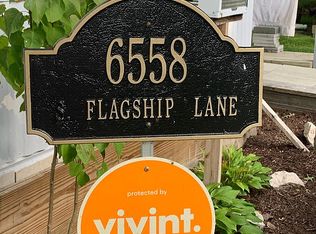 6558
FLAGSHIP LANE
protected by
vivint.